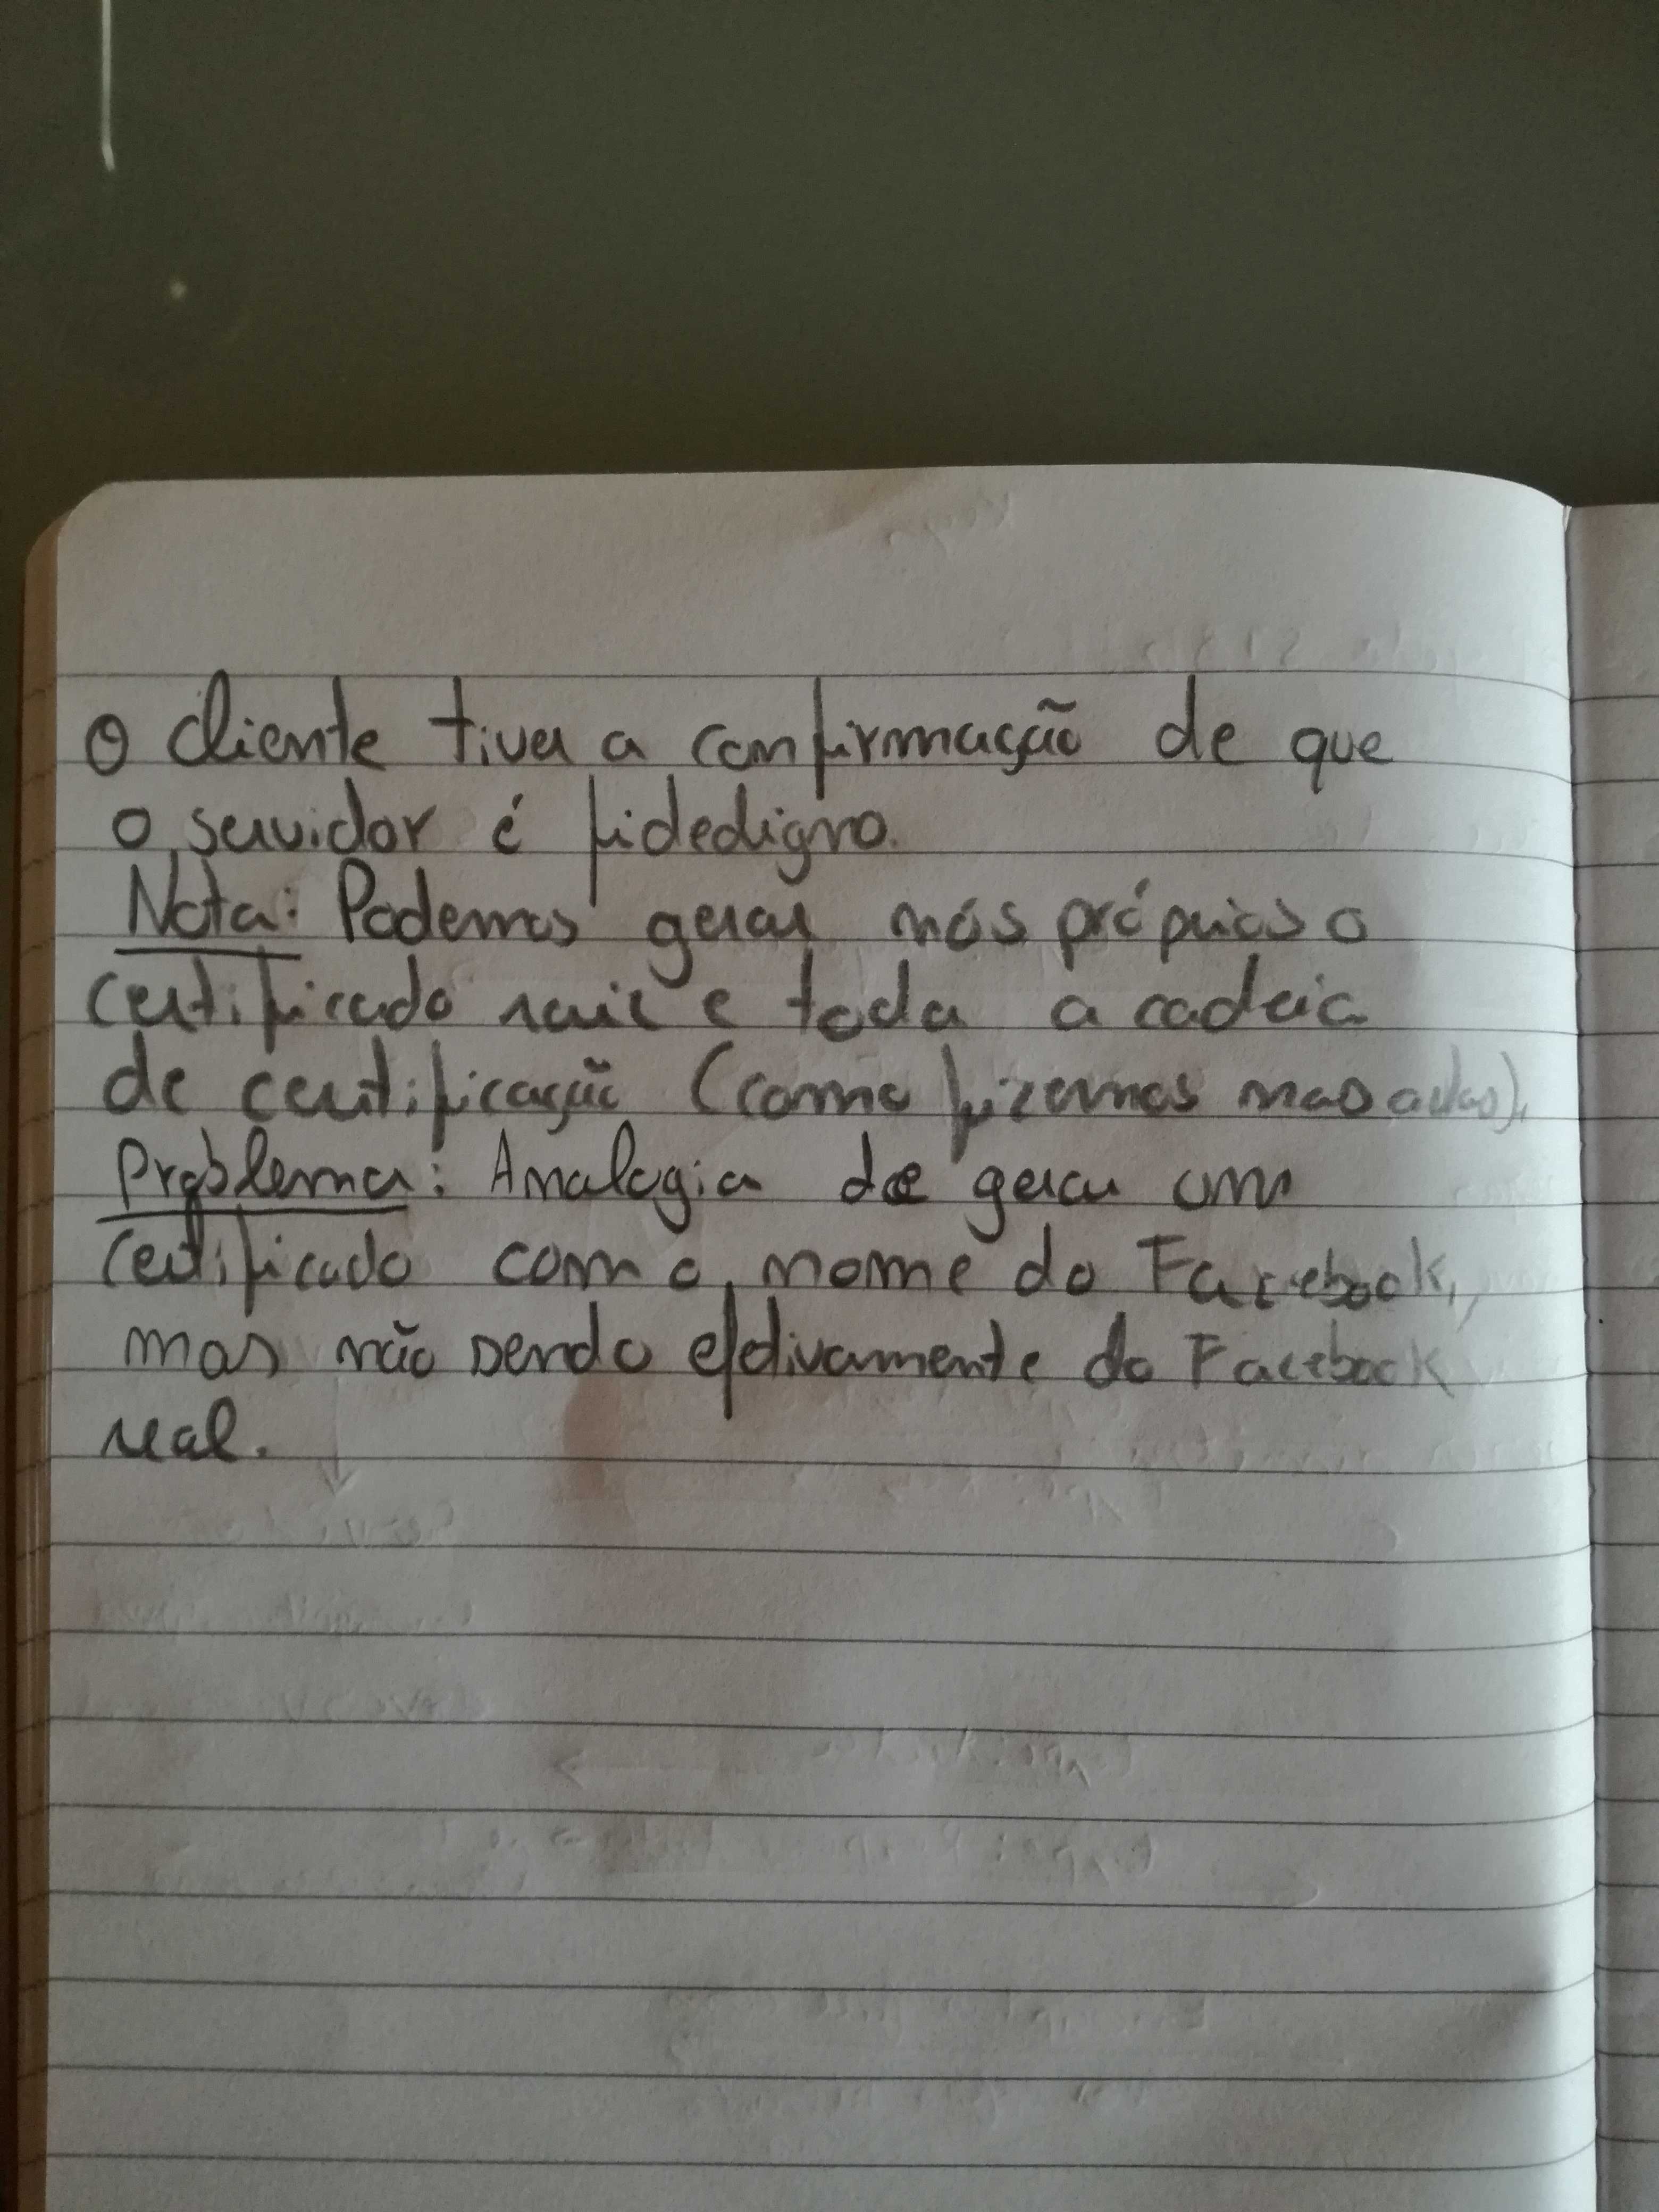 o cliente tiver a confirmação de que
o servidor é fidedigno.
Nota: Podemos gerar nós próprios o
certificado raiz e toda a cadeia
de certificação (como fizemos nas aulas).
Problema: Analogia de gerar um
certificado com o nome do Facebook,
mas não sendo efetivamente do Facebook
real.